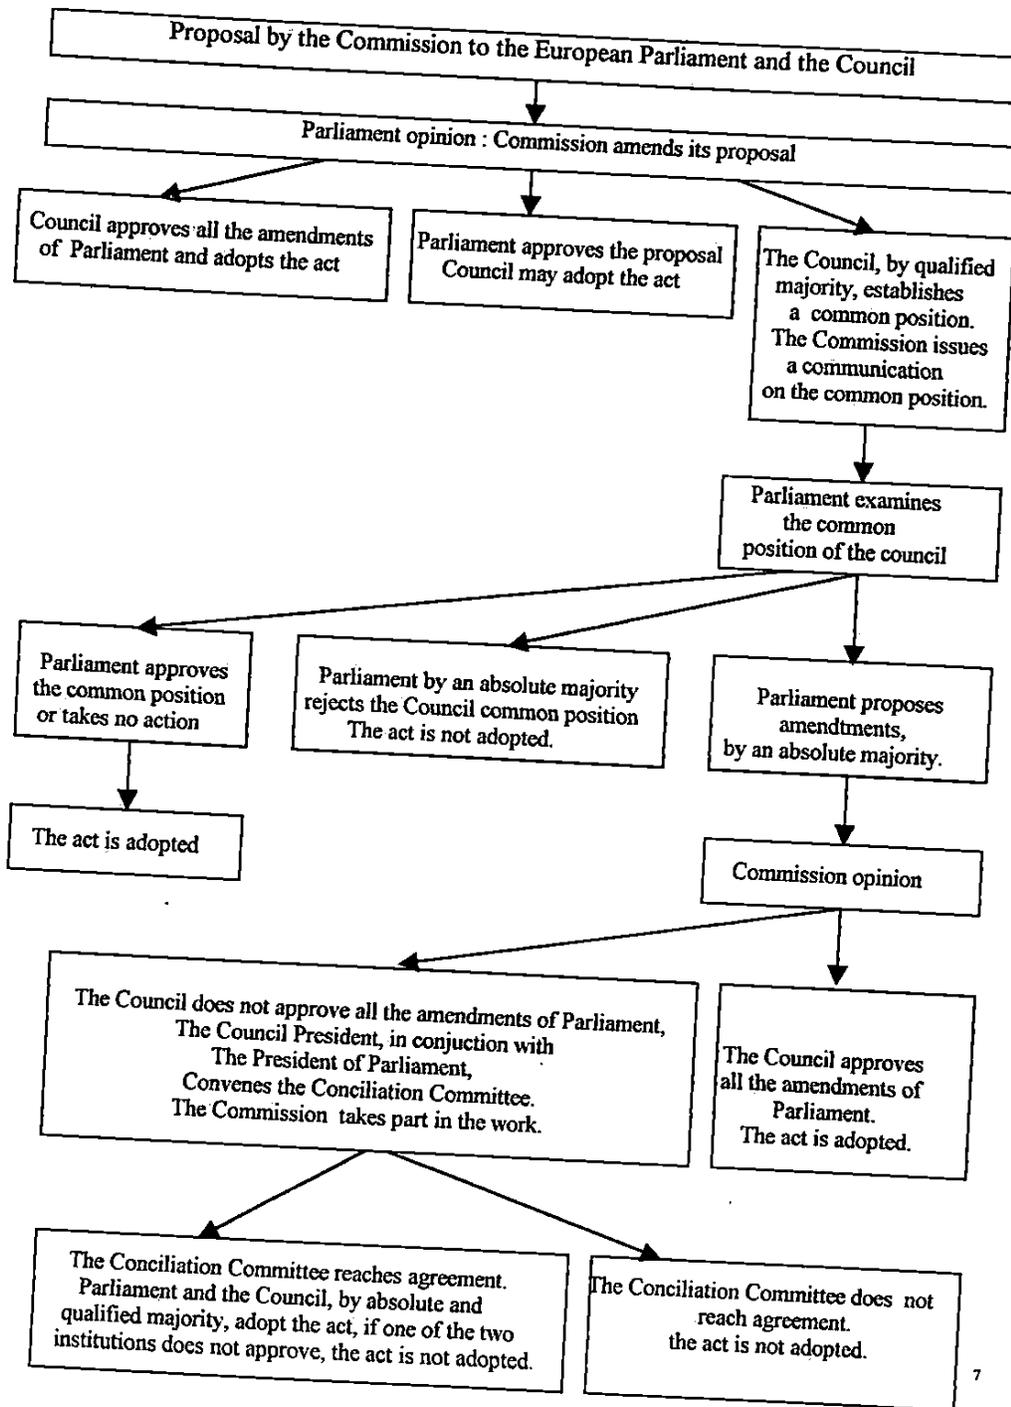 Proposal by the Commission to the European Parliament and the Council
Parliament opinion : Commission amends its proposal
Council approves all the amendments
of Parliament and adopts the act
Parliament approves the proposal
Council may adopt the act
The Council, by qualified
majority, establishes
a common position.
The Commission issues
a communication
on the common position.
Parliament examines
the common
position of the council
Parliament approves
the common position
or takes no action
Parliament by an absolute majority
rejects the Council common position
The act is not adopted.
Parliament proposes
amendtments,
by an absolute majority.
The act is adopted
Commission opinion
The Council does not approve all the amendments of Parliament,
The Council President, in conjuction with
The President of Parliament,
Convenes the Conciliation Committee.
The Commission takes part in the work.
The Council approves
all the amendments of
Parliament.
The act is adopted.
The Conciliation Committee reaches agreement.
Parliament and the Council, by absolute and
qualified majority, adopt the act, if one of the two
institutions does not approve, the act is not adopted.
The Conciliation Committee does not
reach agreement.
the act is not adopted.
7